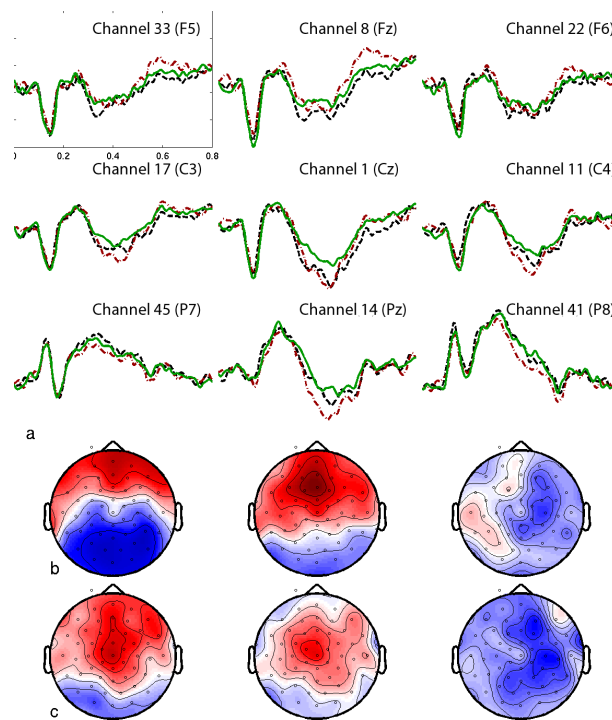 Channel 33 (F5) Channel 8 (Fz) Channel 22 (F6)
0 0.2 0.4 0.6 0.8
Channel 17 (C3) Channel 1 (Cz) Channel 11 (C4)
Channel 45 (P7) Channel 14 (Pz) Channel 41 (P8)
a
b
c